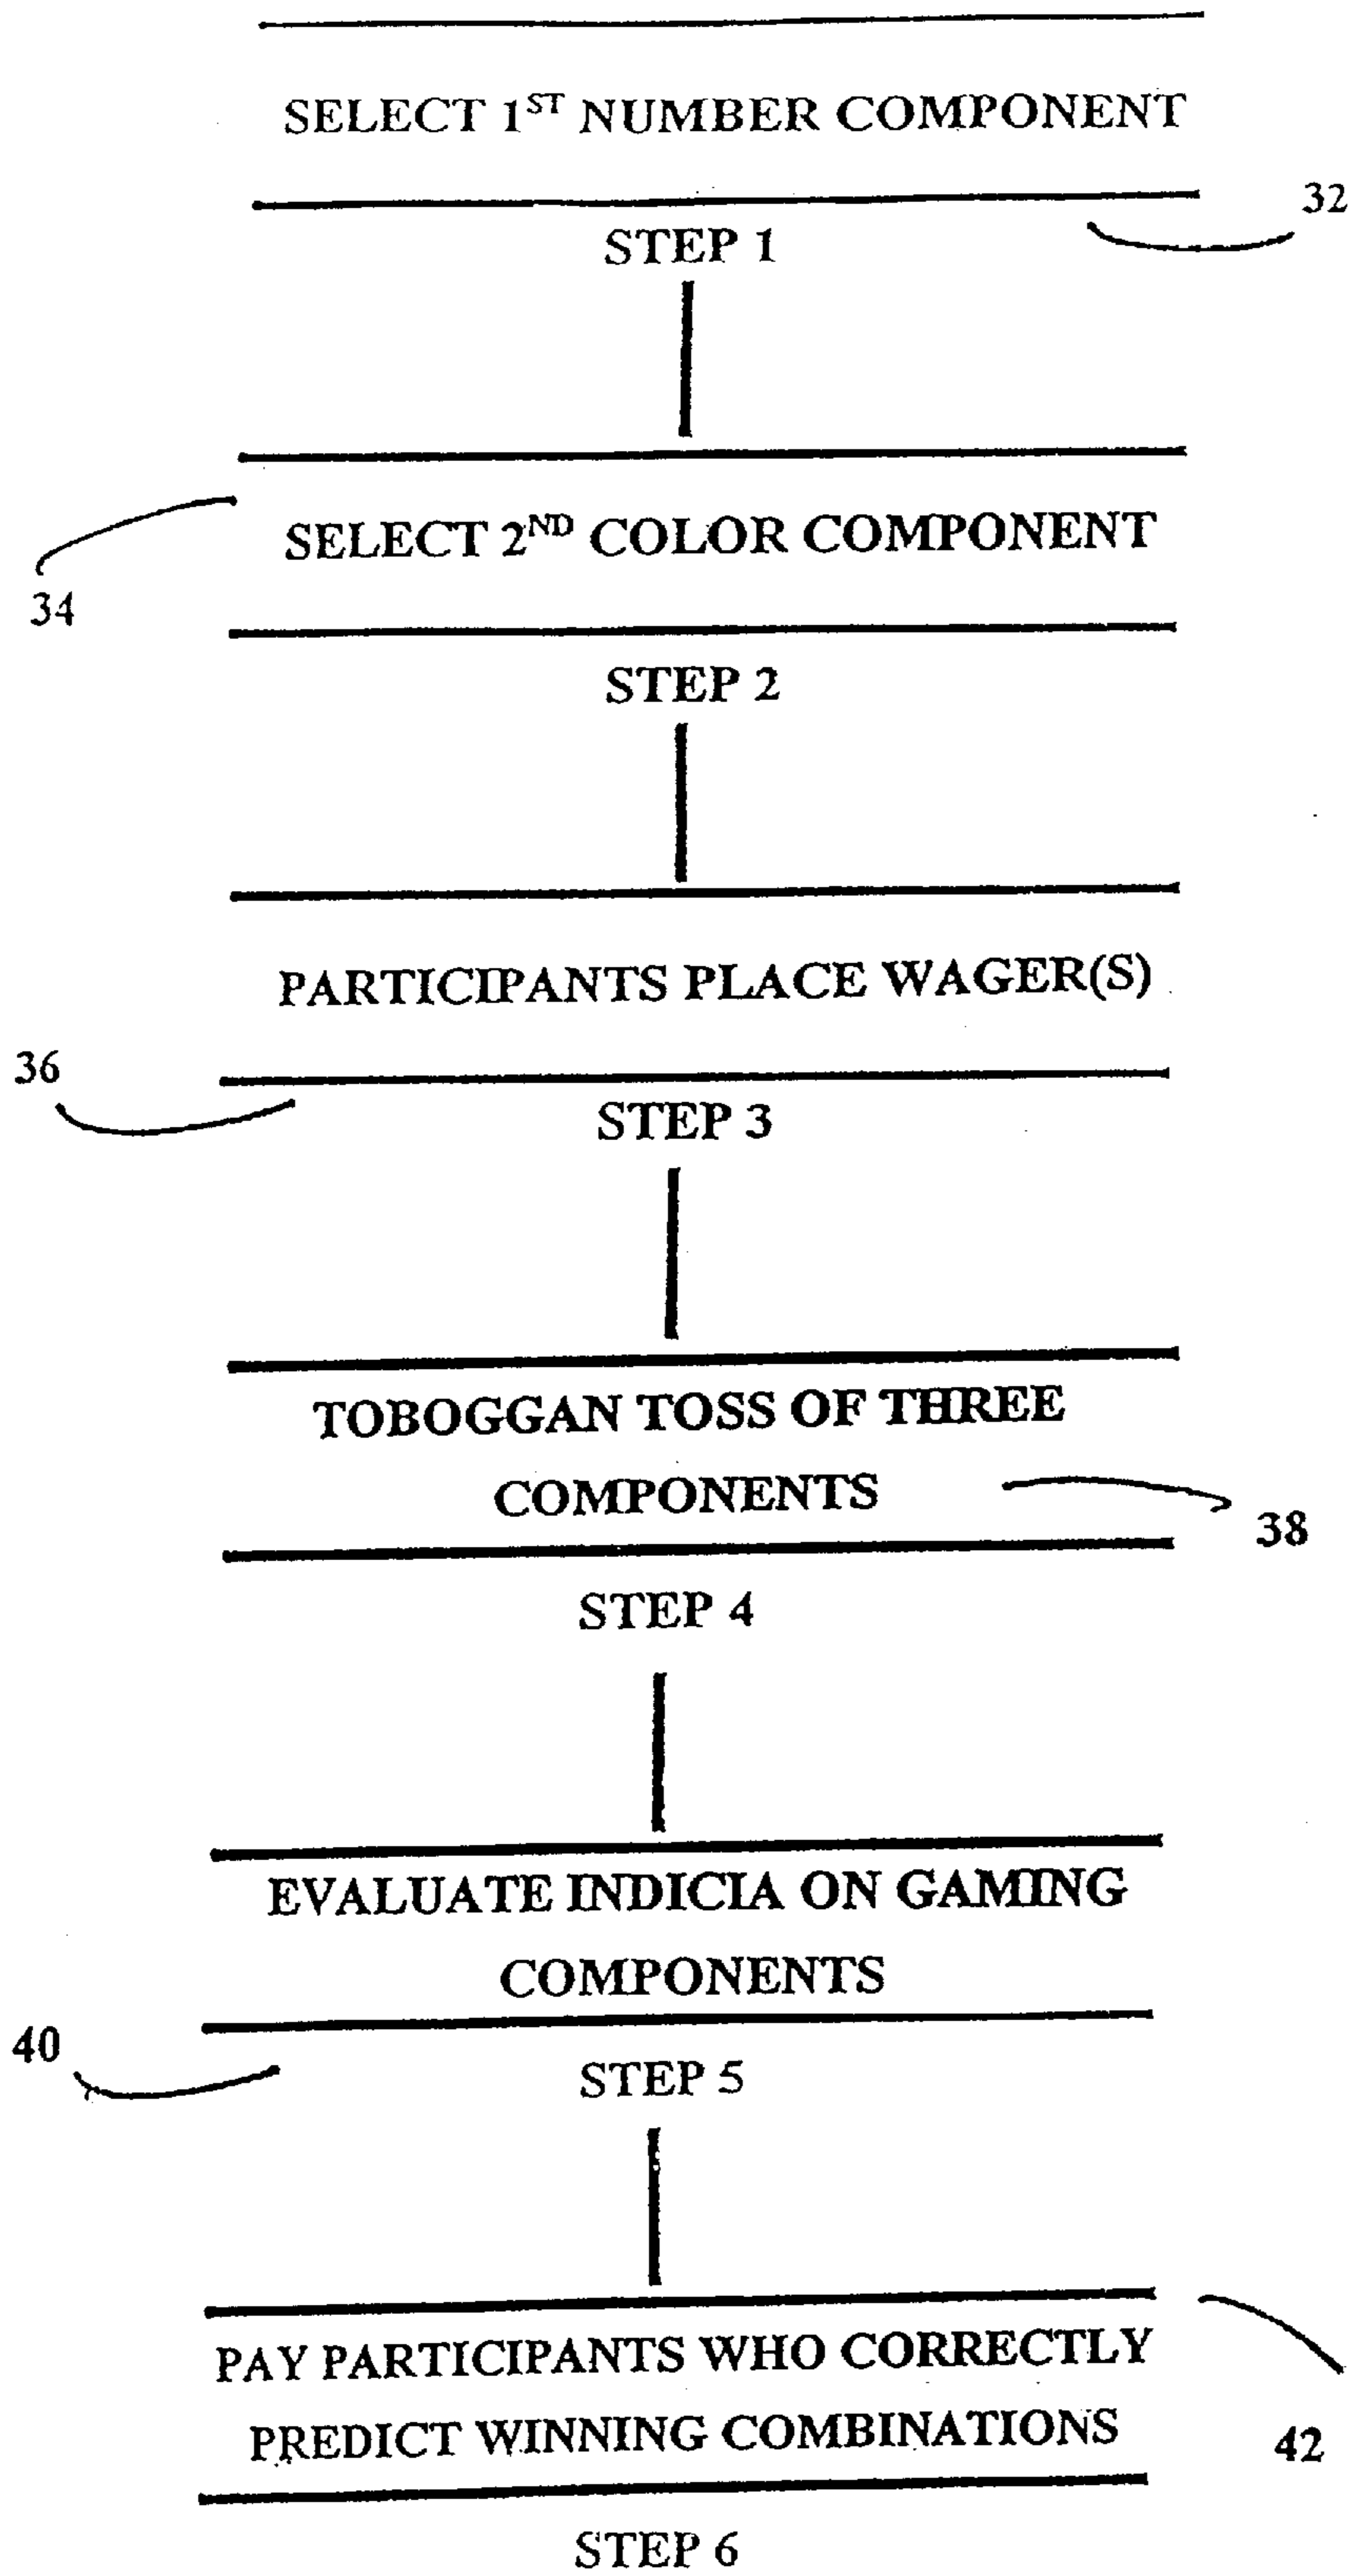 SELECT 1ST NUMBER COMPONENT
32
STEP 1
SELECT 2ND COLOR COMPONENT
34
STEP 2
PARTICIPANTS PLACE WAGER(S)
36
STEP 3
TOBOGGAN TOSS OF THREE
COMPONENTS
38
STEP 4
EVALUATE INDICIA ON GAMING
COMPONENTS
40
STEP 5
PAY PARTICIPANTS WHO CORRECTLY
PREDICT WINNING COMBINATIONS
42
STEP 6